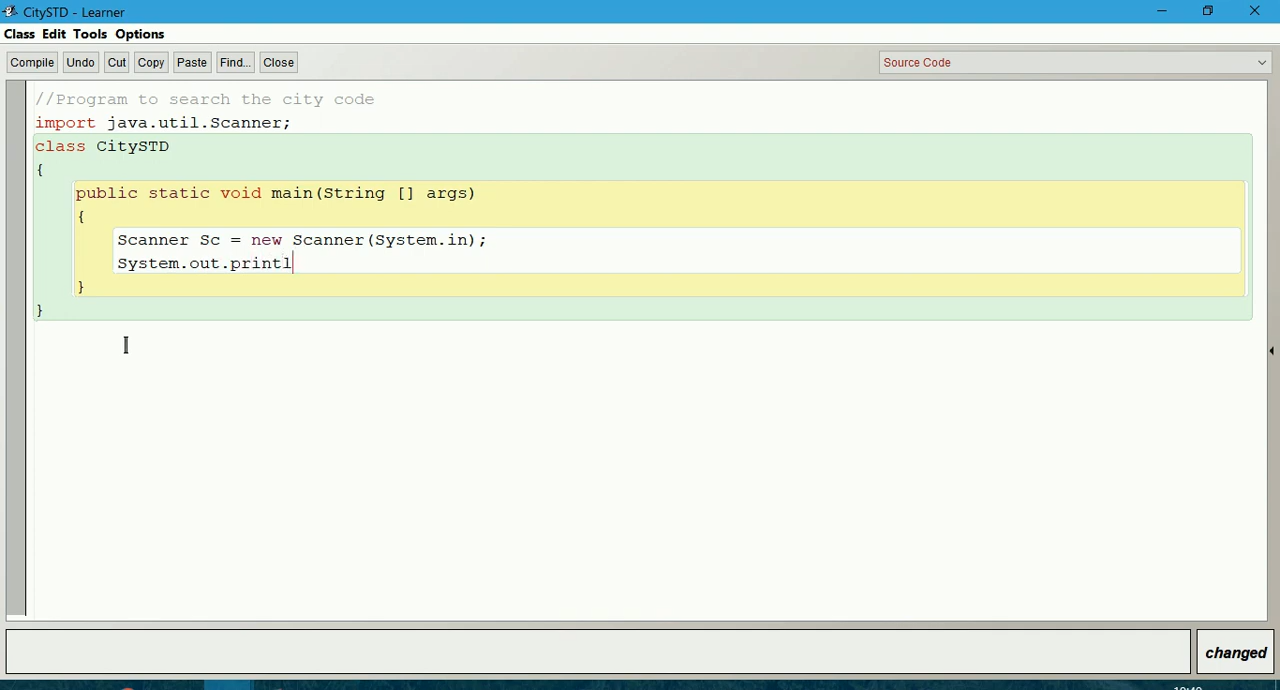 CitySTD - Learner
Class Edit Tools Options
Compile Undo Cut Copy Paste Find... Close Source Code
//Program to search the city code
import java.util.Scanner;
class CitySTD
{
public static void main(String [] args)
{
Scanner Sc = new Scanner(System.in);
System.out.printl
}
}
changed